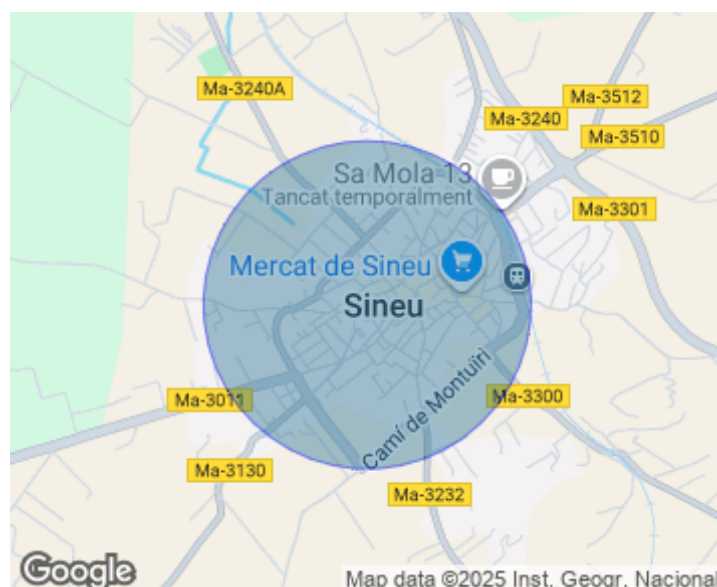 Ma-3240A
Ma-3512
Ma-3240
Ma-3510
Sa Mola 13
Tancat temporalment
Ma-3301
Mercat de Sineu
Sineu
Camí de Montuïri
Ma-3011
Ma-3300
Ma-3130
Ma-3232
Google
Map data ©2025 Inst. Geogr. Nacional